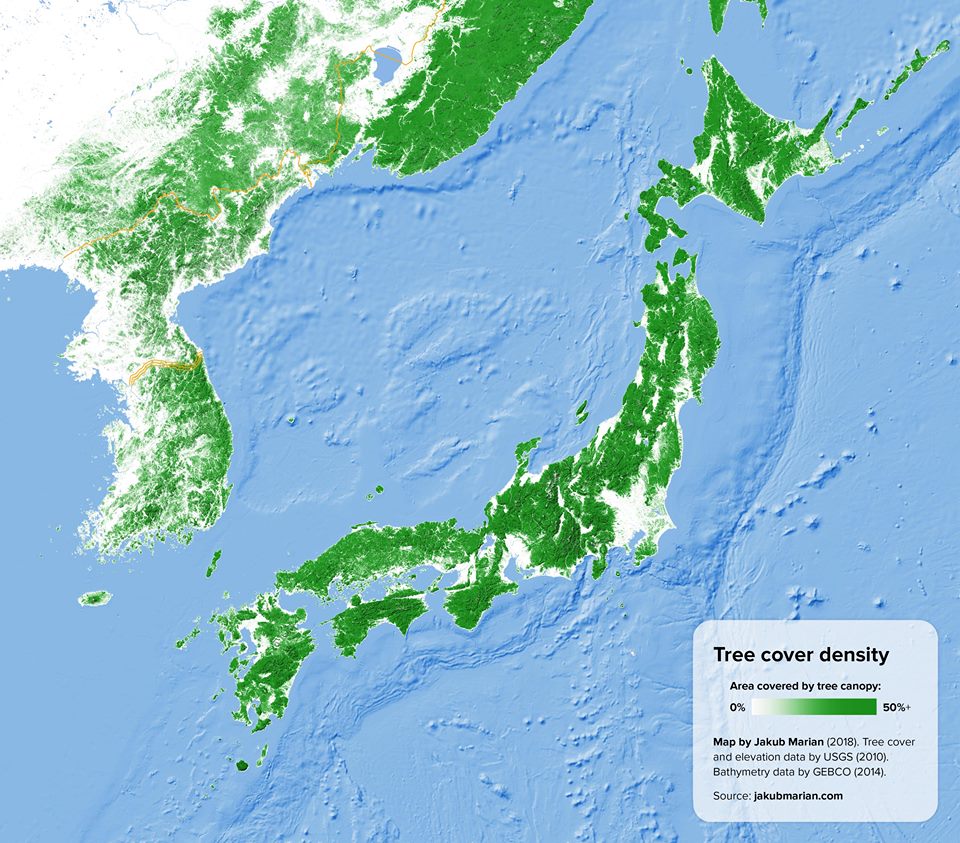 Tree cover density
Area covered by tree canopy:
0% 50%+
Map by Jakub Marian (2018). Tree cover
and elevation data by USGS (2010).
Bathymetry data by GEBCO (2014).
Source: jakubmarian.com